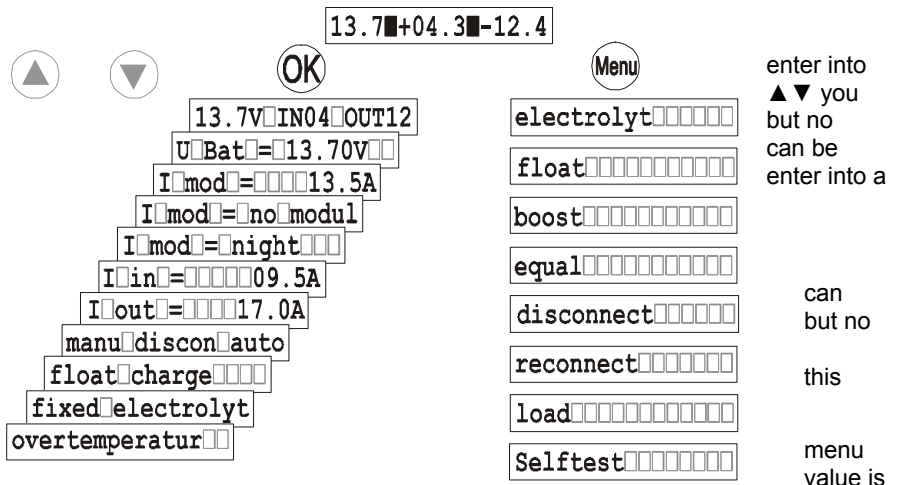 13.7■+04.3■-12.4
OK
Menu
13.7V□IN04□OUT12
U□Bat□=□13.70V□□
I□mod□=□□□□13.5A
I□mod□=□no□modul
I□mod□=□night□□□
I□in□=□□□□□09.5A
I□out□=□□□□17.0A
manu□discon□auto
float□charge□□□□
fixed□electrolyt
overtemperatur□□
electrolyt□□□□□□
float□□□□□□□□□□□
boost□□□□□□□□□□□
equal□□□□□□□□□□□
disconnect□□□□□□
reconnect□□□□□□□
load□□□□□□□□□□□□
Selftest□□□□□□□□
enter into
▲▼ you
but no
can be
enter into a
can
but no
this
menu
value is